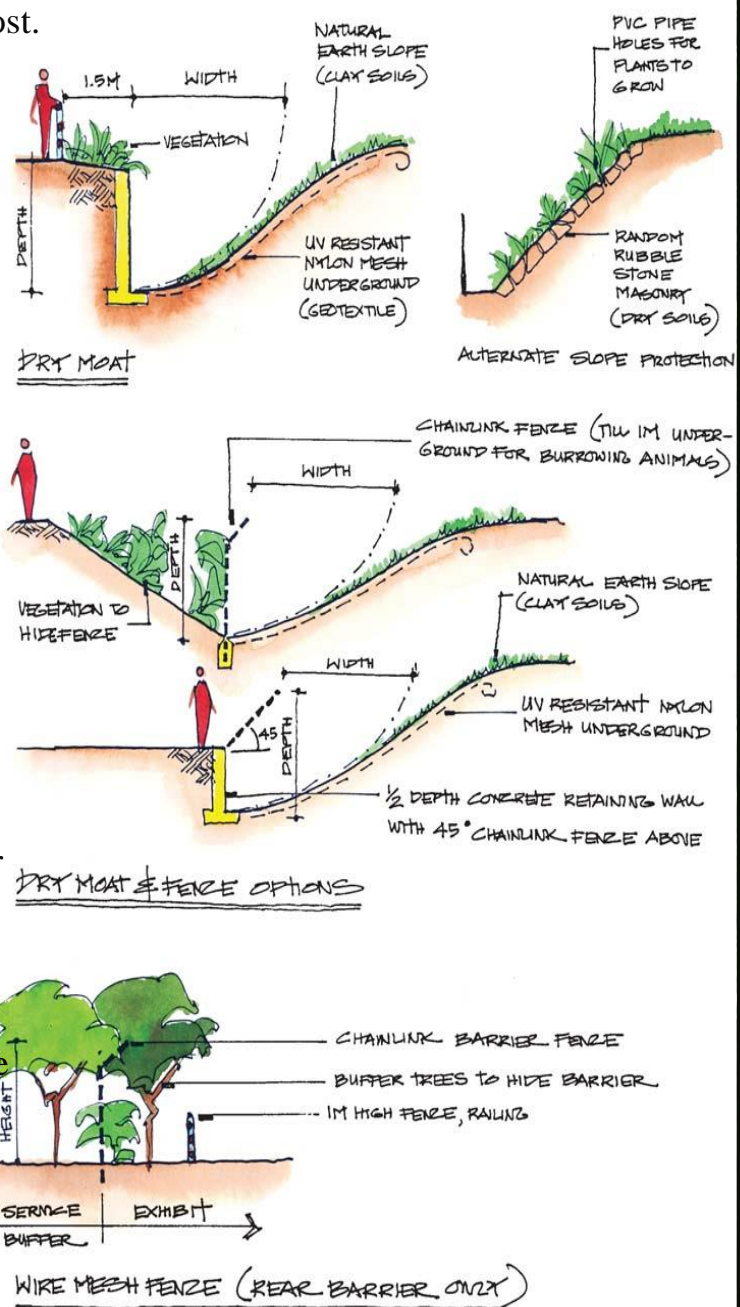 ost.
NATURAL
EARTH SLOPE
(CLAY SOILS)
PVC PIPE
HOLES FOR
PLANTS TO
GROW
1.5M
WIDTH
VEGETATION
DEPTH
UV RESISTANT
NYLON MESH
UNDERGROUND
(GEOTEXTILE)
RANDOM
RUBBLE
STONE
MASONRY
(DRY SOILS)
DRY MOAT
ALTERNATE SLOPE PROTECTION
CHAINLINK FENCE (TILL 1M UNDER-
GROUND FOR BURROWING ANIMALS)
WIDTH
DEPTH
VEGETATION TO
HIDE FENCE
NATURAL EARTH SLOPE
(CLAY SOILS)
WIDTH
45
DEPTH
UV RESISTANT NYLON
MESH UNDERGROUND
1/2 DEPTH CONCRETE RETAINING WALL
WITH 45° CHAINLINK FENCE ABOVE
DRY MOAT & FENCE OPTIONS
CHAINLINK BARRIER FENCE
e
BUFFER TREES TO HIDE BARRIER
HEIGHT
1M HIGH FENCE, RAILING
SERVICE
BUFFER
EXHIBIT
WIRE MESH FENCE (REAR BARRIER ONLY)